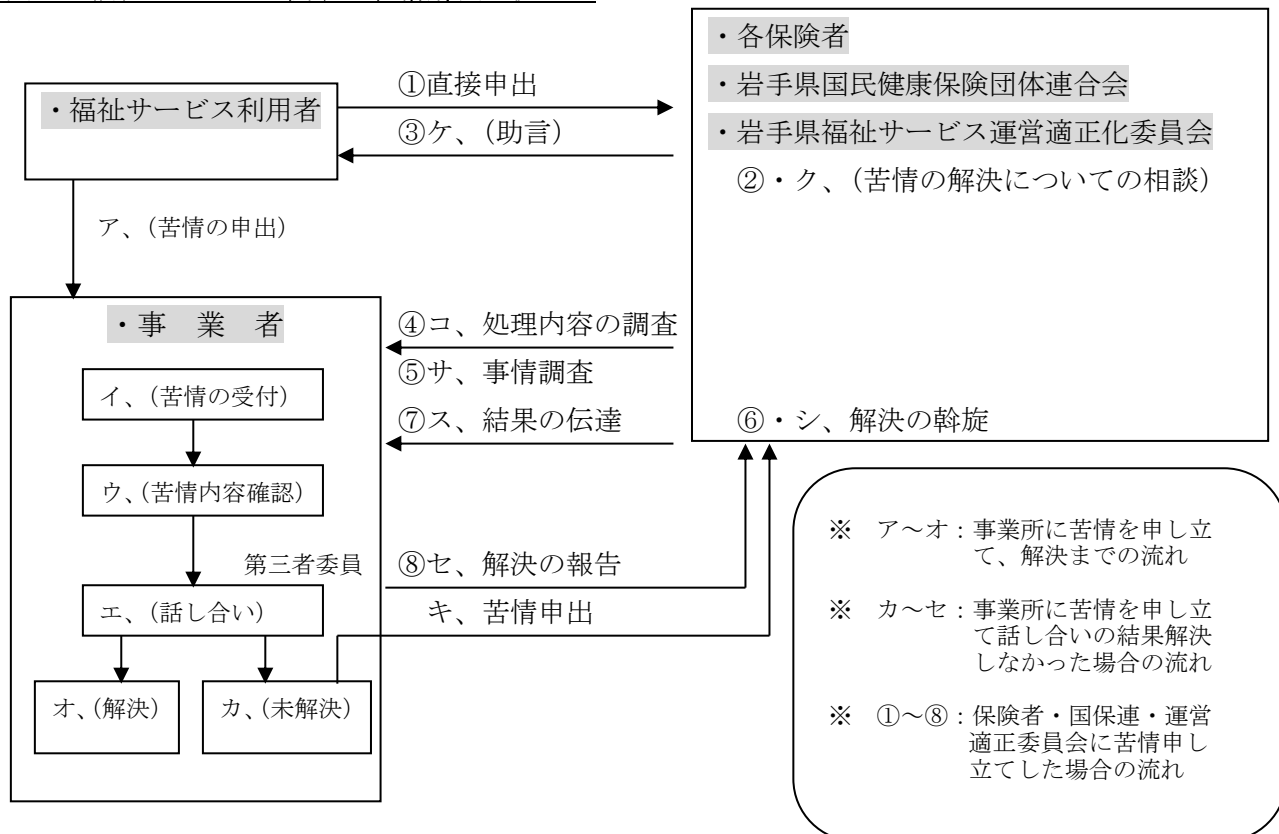 ・各保険者
・岩手県国民健康保険団体連合会
・岩手県福祉サービス運営適正化委員会
②・ク、（苦情の解決についての相談）
⑥・シ、解決の斡旋
・福祉サービス利用者
①直接申出
③ケ、（助言）
ア、（苦情の申出）
・事　業　者
イ、（苦情の受付）
ウ、（苦情内容確認）
第三者委員
エ、（話し合い）
オ、（解決）
カ、（未解決）
④コ、処理内容の調査
⑤サ、事情調査
⑦ス、結果の伝達
⑧セ、解決の報告
キ、苦情申出
※　ア～オ：事業所に苦情を申し立
て、解決までの流れ
※　カ～セ：事業所に苦情を申し立
て話し合いの結果解決
しなかった場合の流れ
※　①～⑧：保険者・国保連・運営
適正委員会に苦情申し
立てした場合の流れ